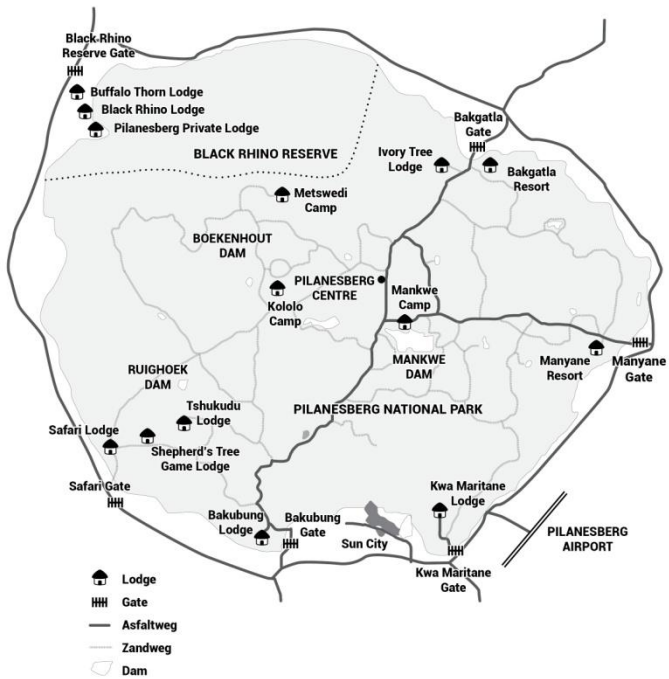 Black Rhino
Reserve Gate
Buffalo Thorn Lodge
Black Rhino Lodge
Pilanesberg Private Lodge
BLACK RHINO RESERVE
Bakgatla
Gate
Ivory Tree
Lodge
Bakgatla
Resort
Metswedi
Camp
BOEKENHOUT
DAM
PILANESBERG
CENTRE
Mankwe
Camp
Kololo
Camp
MANKWE
DAM
Manyane
Resort
Manyane
Gate
RUIGHOEK
DAM
Tshukudu
Lodge
PILANESBERG NATIONAL PARK
Safari Lodge
Shepherd's Tree
Game Lodge
Safari Gate
Kwa Maritane
Lodge
Bakubung
Lodge
Bakubung
Gate
Sun City
PILANESBERG
AIRPORT
Kwa Maritane
Gate
Lodge
Gate
Asfaltweg
Zandweg
Dam